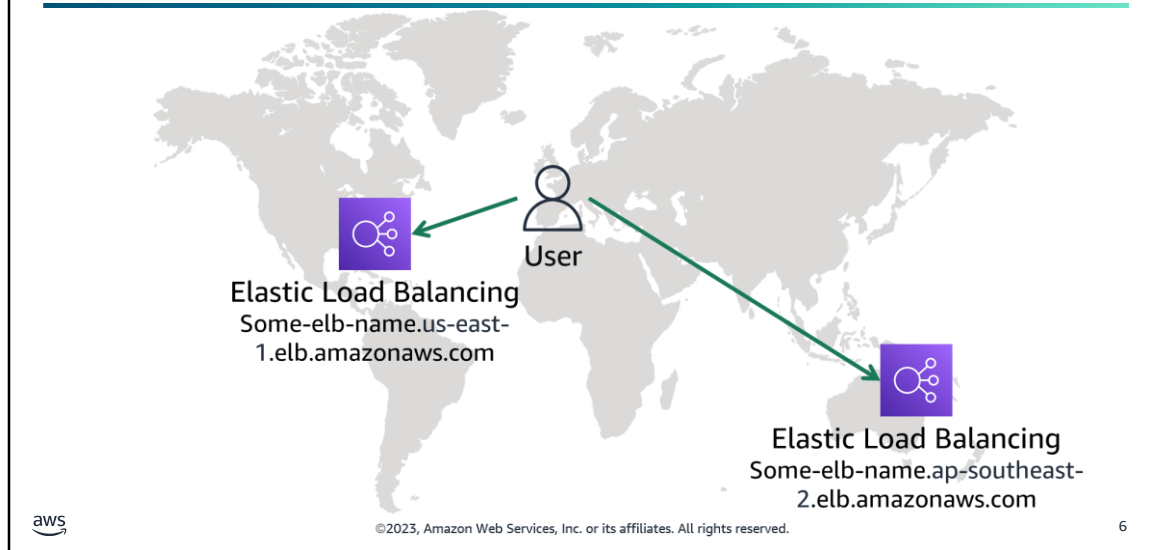 User
Elastic Load Balancing
Some-elb-name.us-east-
1.elb.amazonaws.com
Elastic Load Balancing
Some-elb-name.ap-southeast-
2.elb.amazonaws.com
aws
©2023, Amazon Web Services, Inc. or its affiliates. All rights reserved.
6